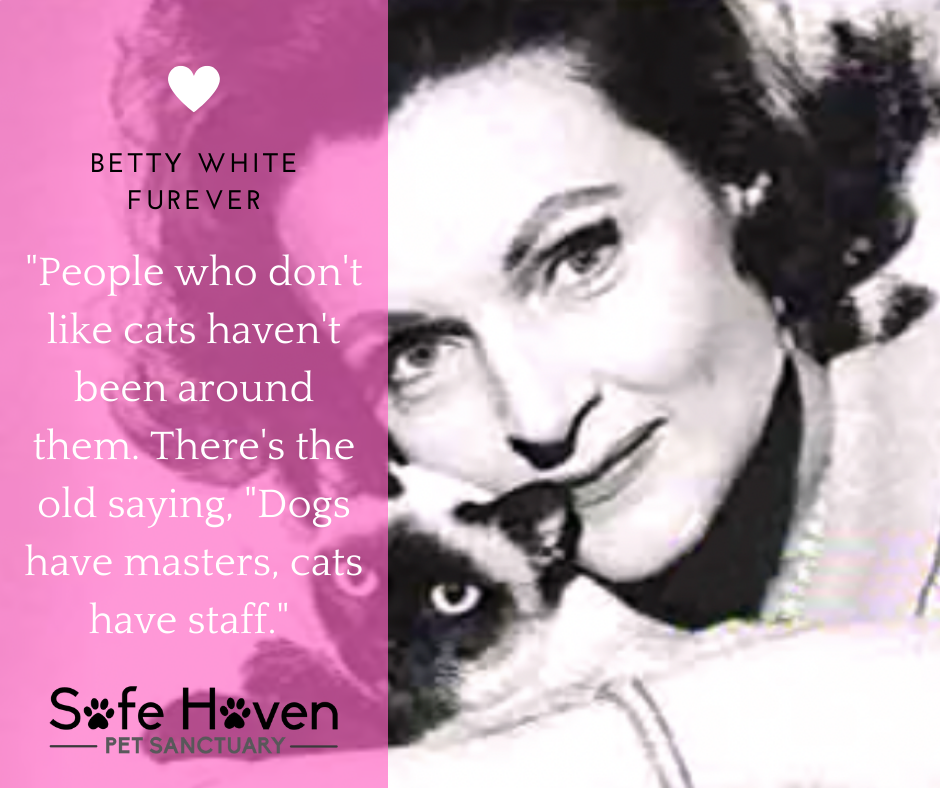 BETTY WHITE
FUREVER
"People who don't
like cats haven't
been around
them. There's the
old saying, "Dogs
have masters, cats
have staff."
Safe Haven
PET SANCTUARY